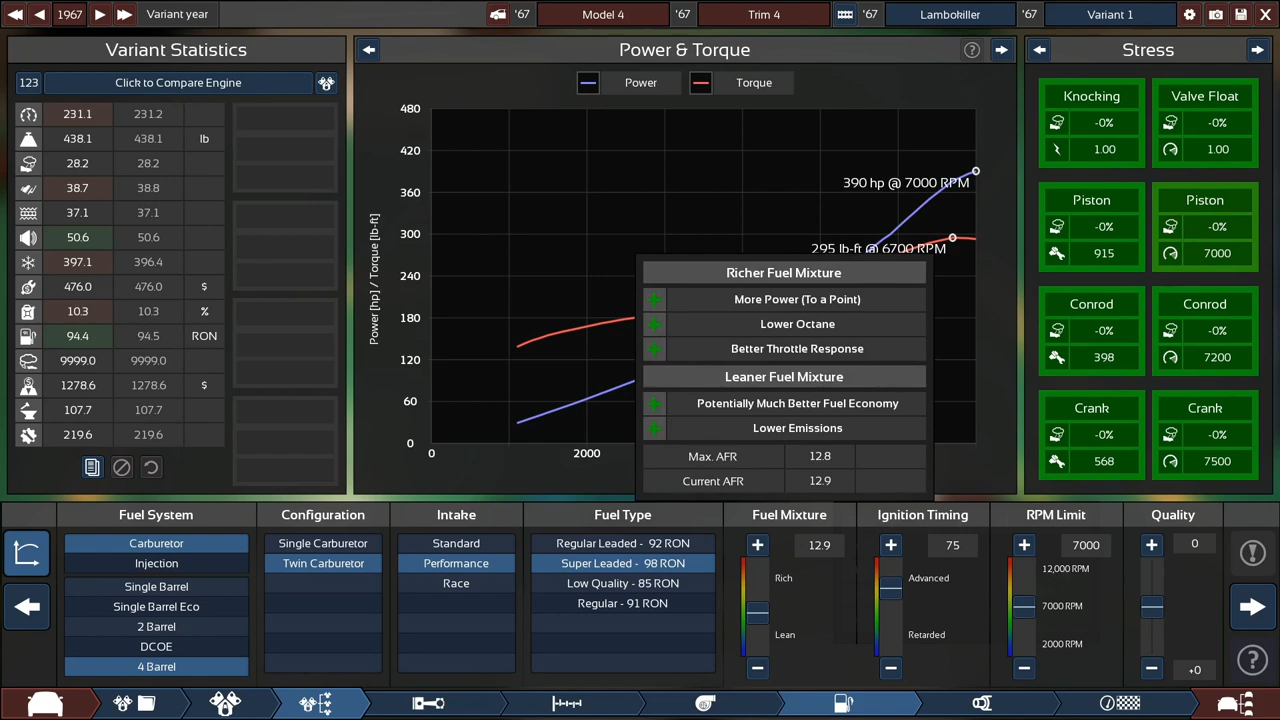 1967
Variant year
'67
Model 4
'67
Trim 4
'67
Lambokiller
'67
Variant 1
Variant Statistics
123
Click to Compare Engine
231.1 231.2
438.1 438.1 lb
28.2 28.2
38.7 38.8
37.1 37.1
50.6 50.6
397.1 396.4
476.0 476.0 $
10.3 10.3 %
94.4 94.5 RON
9999.0 9999.0
1278.6 1278.6 $
107.7 107.7
219.6 219.6
Power & Torque
?
Power
Torque
Power [hp] / Torque [lb-ft]
480
420
360
300
240
180
120
60
0
0
2000
390 hp @ 7000 RPM
295 lb-ft @ 6700 RPM
Richer Fuel Mixture
+ More Power (To a Point)
+ Lower Octane
+ Better Throttle Response
Leaner Fuel Mixture
+ Potentially Much Better Fuel Economy
+ Lower Emissions
Max. AFR 12.8
Current AFR 12.9
Stress
Knocking
-0%
1.00
Valve Float
-0%
1.00
Piston
-0%
915
Piston
-0%
7000
Conrod
-0%
398
Conrod
-0%
7200
Crank
-0%
568
Crank
-0%
7500
Fuel System
Carburetor
Injection
Single Barrel
Single Barrel Eco
2 Barrel
DCOE
4 Barrel
Configuration
Single Carburetor
Twin Carburetor
Intake
Standard
Performance
Race
Fuel Type
Regular Leaded - 92 RON
Super Leaded - 98 RON
Low Quality - 85 RON
Regular - 91 RON
Fuel Mixture
12.9
Rich
Lean
Ignition Timing
75
Advanced
Retarded
RPM Limit
7000
12,000 RPM
7000 RPM
2000 RPM
Quality
0
+0
!
?